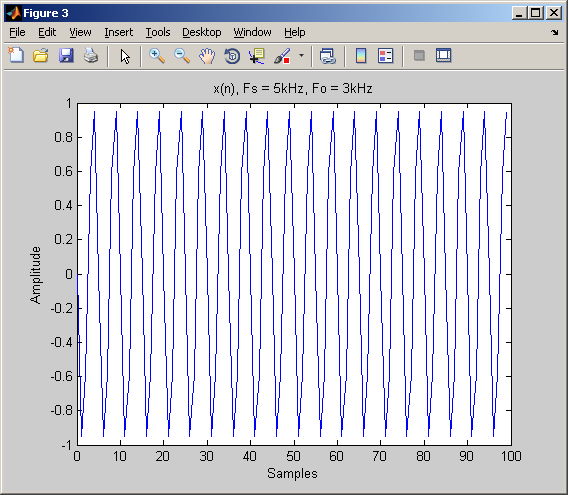 Figure 3
File Edit View Insert Tools Desktop Window Help
x(n), Fs = 5kHz, Fo = 3kHz
1
0.8
0.6
0.4
0.2
0
-0.2
-0.4
-0.6
-0.8
-1
Amplitude
0 10 20 30 40 50 60 70 80 90 100
Samples